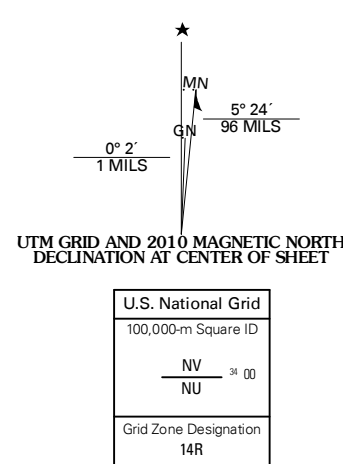 ★
MN
5° 24´
GN
96 MILS
0° 2´
1 MILS
UTM GRID AND 2010 MAGNETIC NORTH
DECLINATION AT CENTER OF SHEET
U.S. National Grid
100,000-m Square ID
NV
34 00
NU
Grid Zone Designation
14R